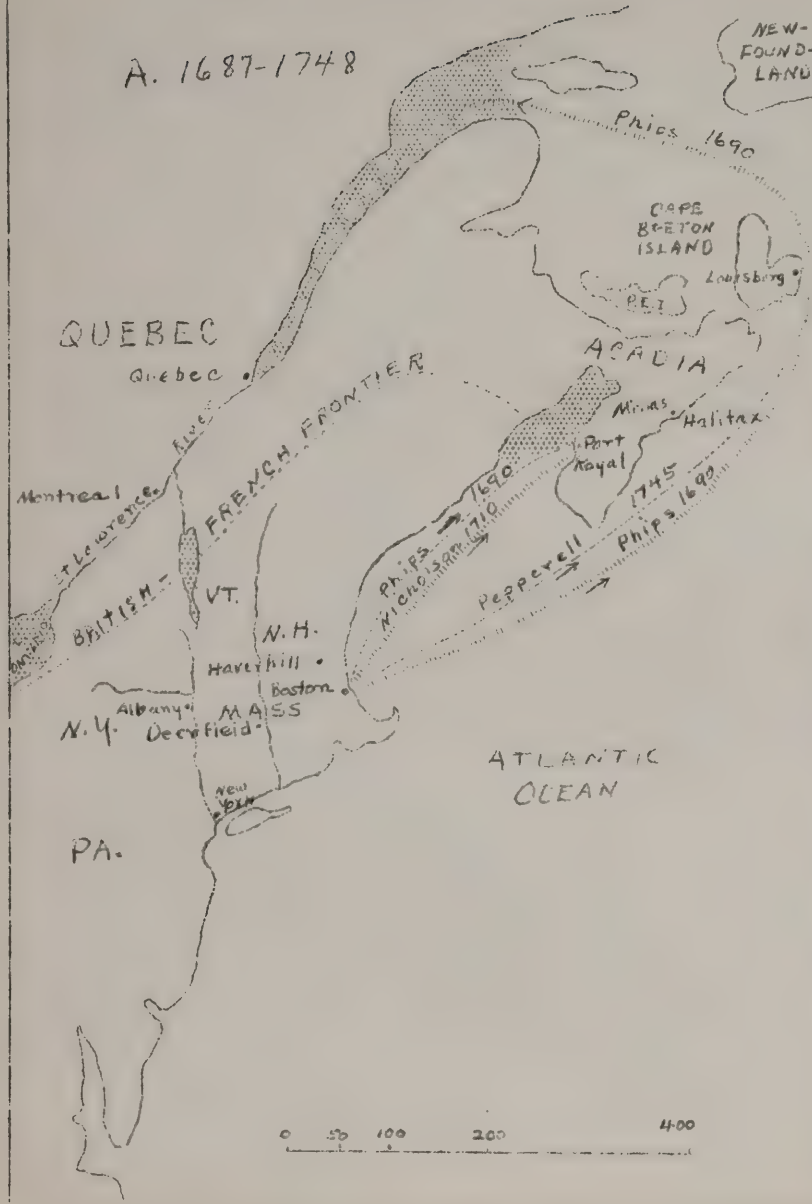 A. 1687-1748
NEW-
FOUND-
LAND
Phips 1690
CAPE
BRETON
ISLAND
Louisberg
P.E.I
QUEBEC
Quebec
ACADIA
Minas
Halifax
Port
Royal
FRENCH FRONTIER
River
Montreal
St Lawrence
BRITISH-
ONTARIO
VT.
Phips 1690
Nicholson 1710
Pepperell 1745
Phips 1690
N.H.
Haverhill
Boston
Albany
MASS
N.Y. Deerfield
New
York
ATLANTIC
OCEAN
PA.
0 50 100 200 400